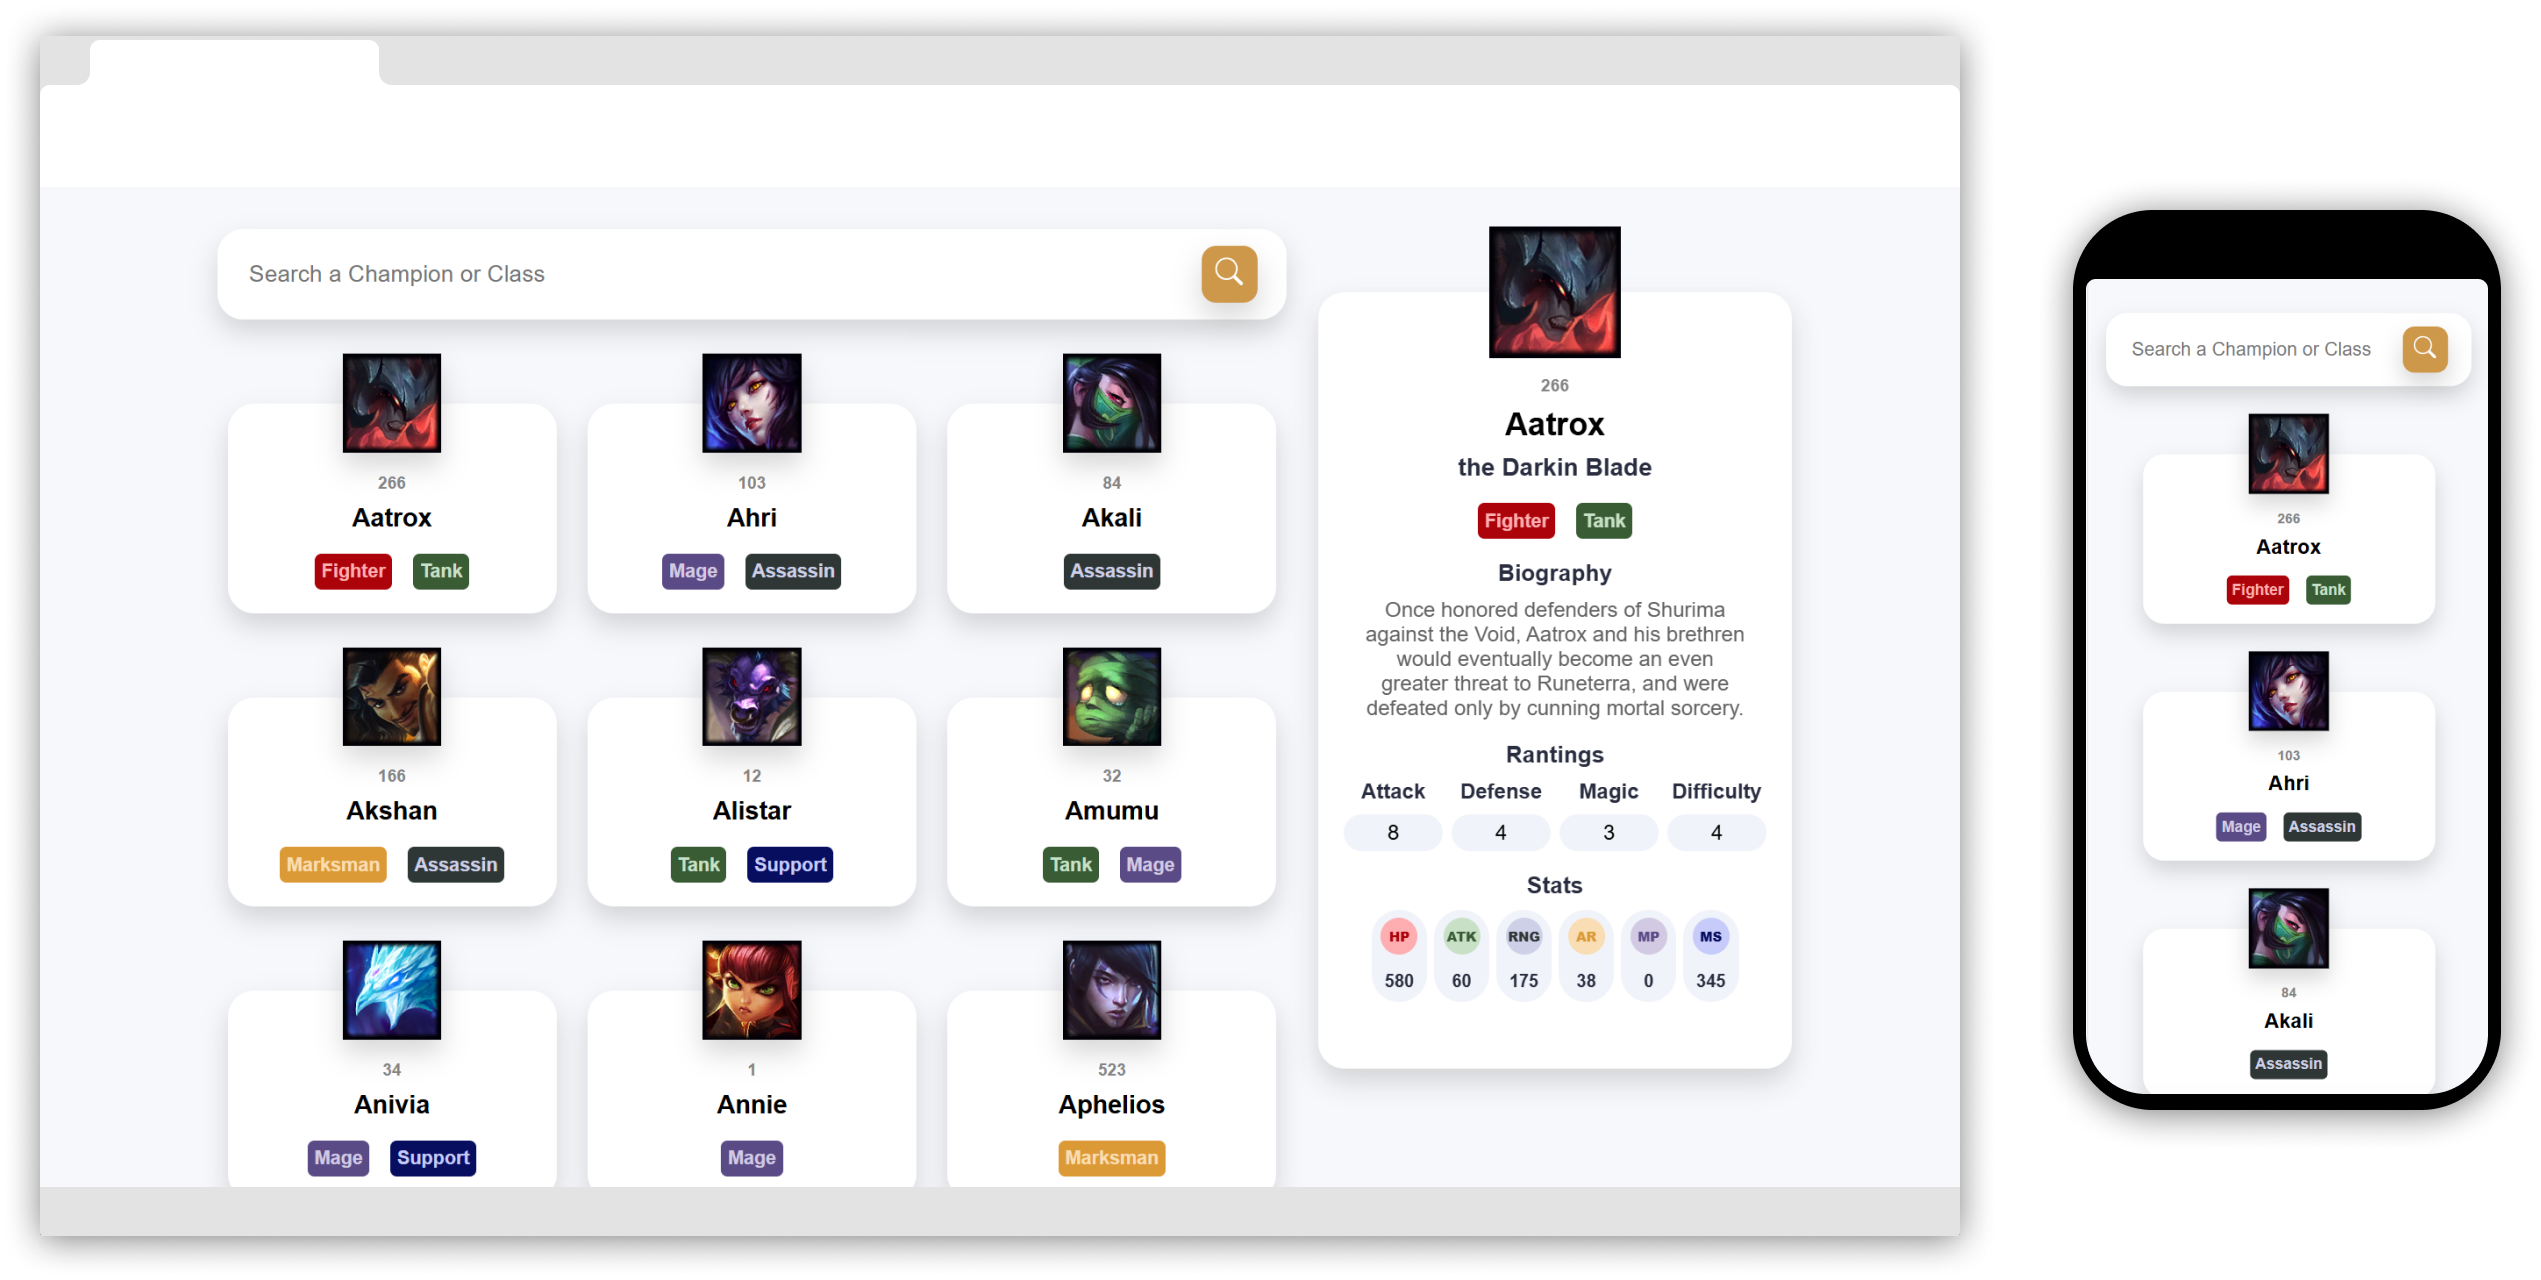 Search a Champion or Class
266
Aatrox
Fighter Tank
103
Ahri
Mage Assassin
84
Akali
Assassin
166
Akshan
Marksman Assassin
12
Alistar
Tank Support
32
Amumu
Tank Mage
34
Anivia
Mage Support
1
Annie
Mage
523
Aphelios
Marksman
266
Aatrox
the Darkin Blade
Fighter Tank
Biography
Once honored defenders of Shurima
against the Void, Aatrox and his brethren
would eventually become an even
greater threat to Runeterra, and were
defeated only by cunning mortal sorcery.
Rantings
Attack Defense Magic Difficulty
8 4 3 4
Stats
HP ATK RNG AR MP MS
580 60 175 38 0 345
Search a Champion or Class
266
Aatrox
Fighter Tank
103
Ahri
Mage Assassin
84
Akali
Assassin